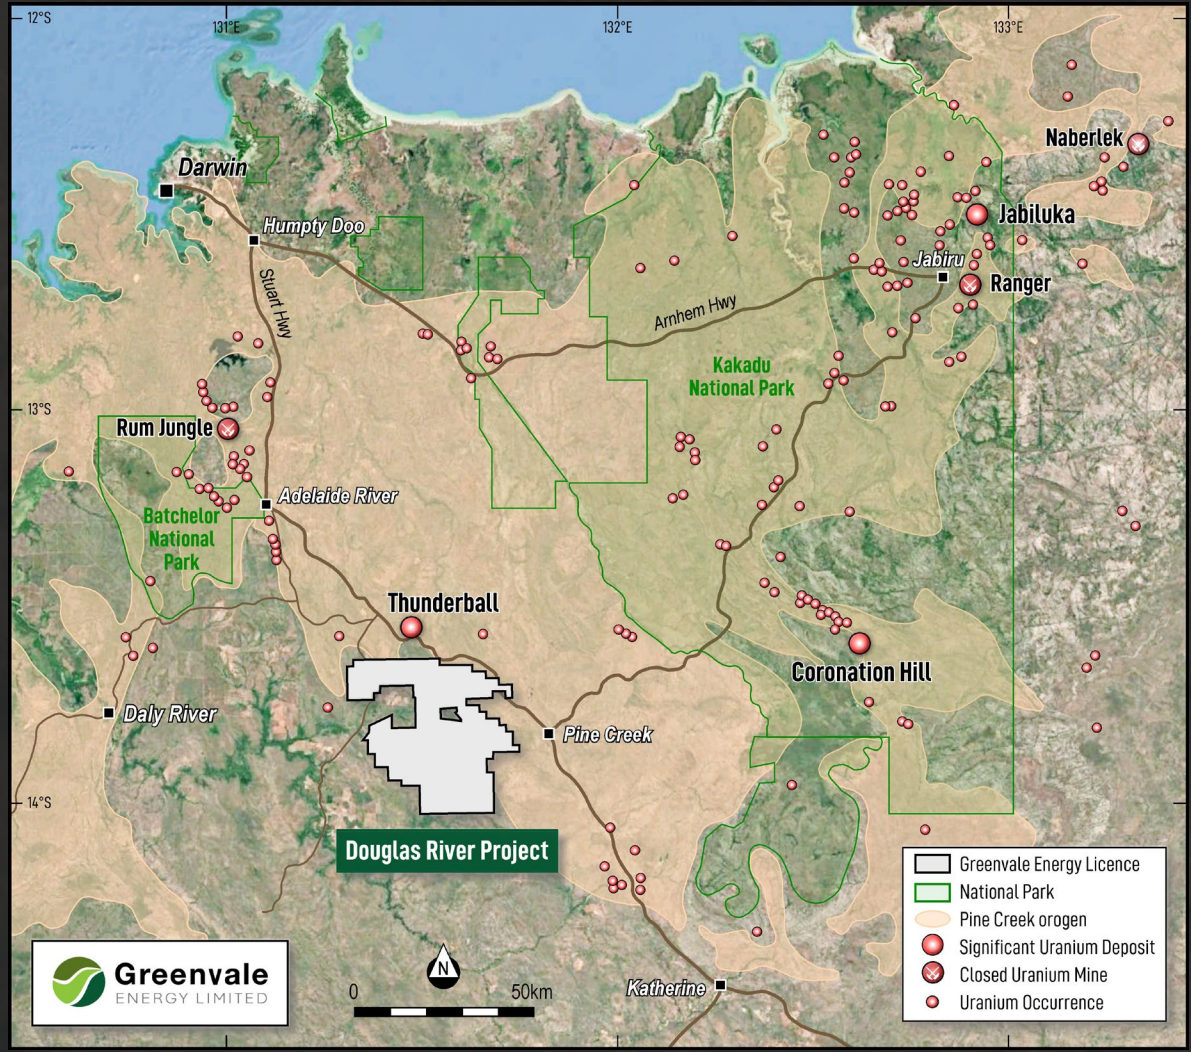 12°S
131°E
132°E
133°E
Naberlek
Darwin
Humpty Doo
Jabiluka
Jabiru
Ranger
Stuart Hwy
Arnhem Hwy
Kakadu
National Park
13°S
Rum Jungle
Adelaide River
Batchelor
National
Park
Thunderball
Coronation Hill
Daly River
Pine Creek
14°S
Douglas River Project
Greenvale
ENERGY LIMITED
N
0
50km
Katherine
Greenvale Energy Licence
National Park
Pine Creek orogen
Significant Uranium Deposit
Closed Uranium Mine
Uranium Occurrence